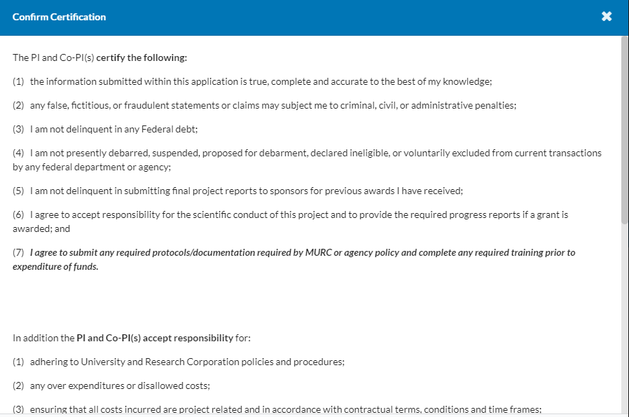 Confirm Certification
The PI and Co-PI(s) certify the following:
(1) the information submitted within this application is true, complete and accurate to the best of my knowledge;
(2) any false, fictitious, or fraudulent statements or claims may subject me to criminal, civil, or administrative penalties;
(3) I am not delinquent in any Federal debt;
(4) I am not presently debarred, suspended, proposed for debarment, declared ineligible, or voluntarily excluded from current transactions
by any federal department or agency;
(5) I am not delinquent in submitting final project reports to sponsors for previous awards I have received;
(6) I agree to accept responsibility for the scientific conduct of this project and to provide the required progress reports if a grant is
awarded; and
(7) I agree to submit any required protocols/documentation required by MURC or agency policy and complete any required training prior to
expenditure of funds.
In addition the PI and Co-PI(s) accept responsibility for:
(1) adhering to University and Research Corporation policies and procedures;
(2) any over expenditures or disallowed costs;
(3) ensuring that all costs incurred are project related and in accordance with contractual terms, conditions and time frames;